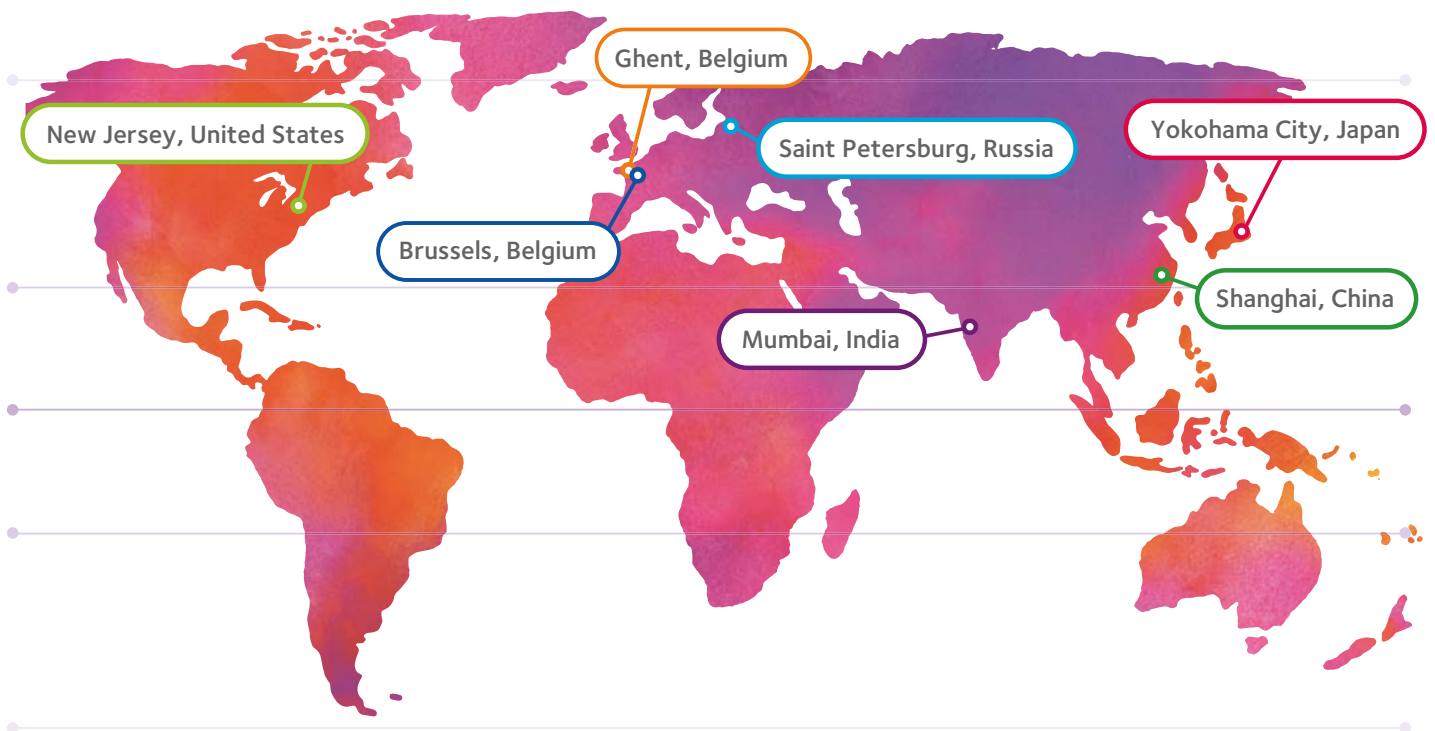 Ghent, Belgium
New Jersey, United States
Yokohama City, Japan
Saint Petersburg, Russia
Brussels, Belgium
Shanghai, China
Mumbai, India